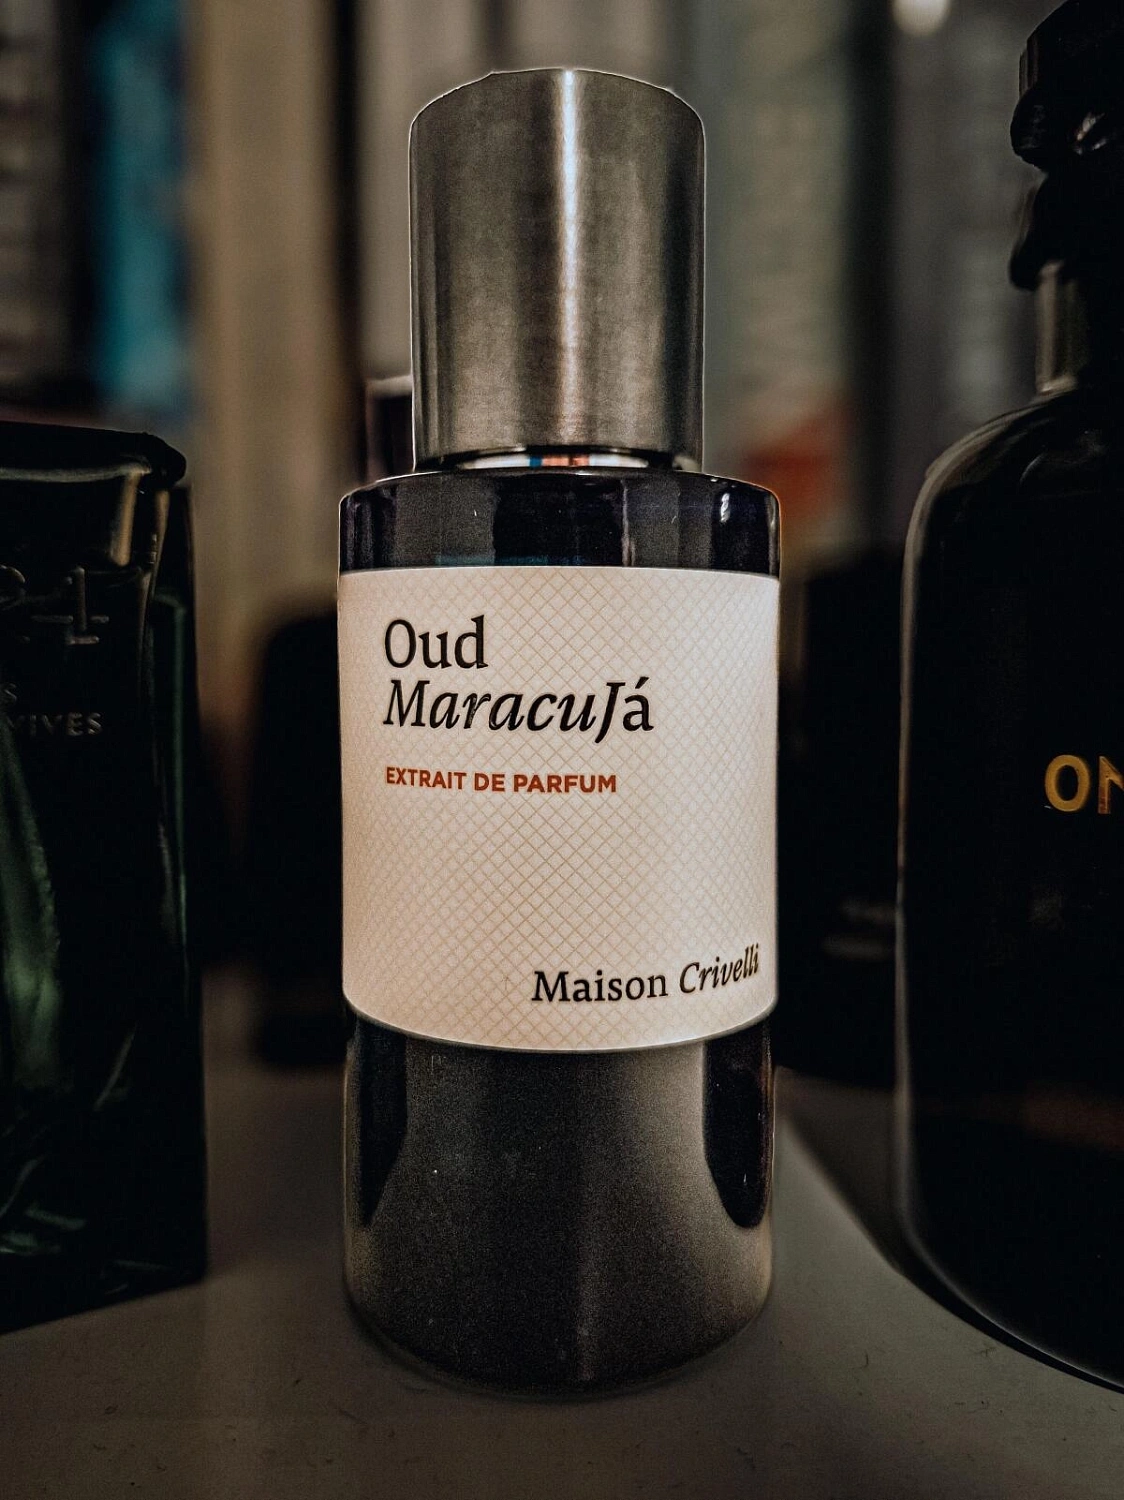 Oud
MaracuJá
EXTRAIT DE PARFUM
Maison Crivelli